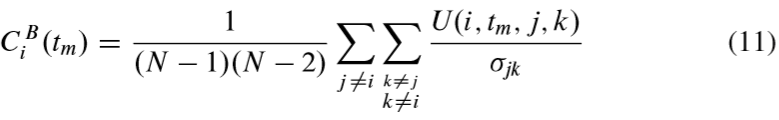 $C_i^B(t_m) = \frac{1}{(N-1)(N-2)} \sum_{j \neq i} \sum_{\substack{k \neq j \\ k \neq i}} \frac{U(i, t_m, j, k)}{\sigma_{jk}}$ (11)